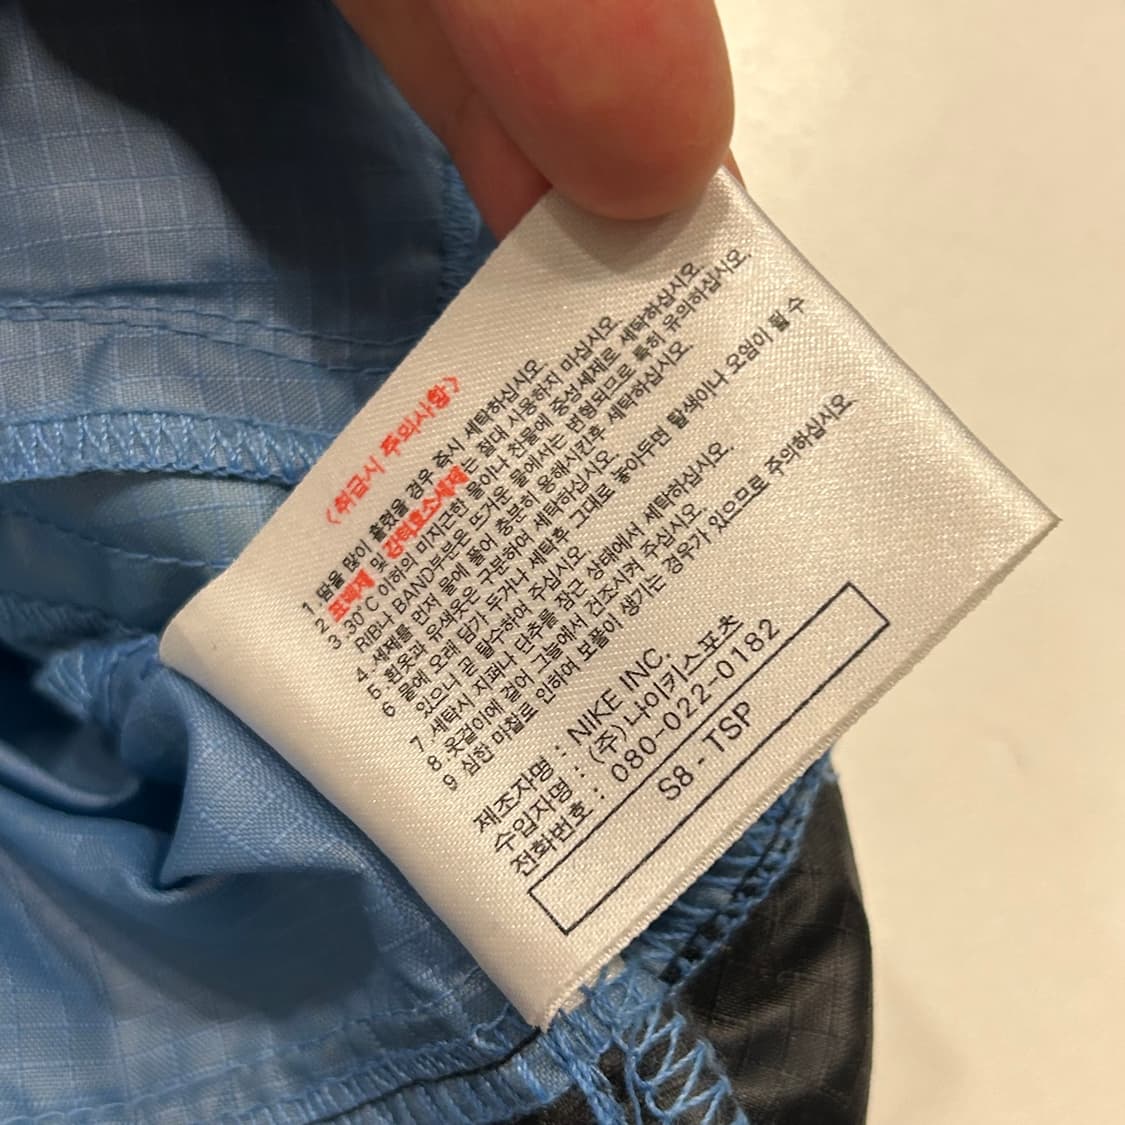 <취급시 주의사항>
1.땀을 많이 흘렸을 경우 즉시 세탁하십시오.
2.표백제 및 강력효소세제는 절대 사용하지 마십시오.
3.30°C 이하의 미지근한 물이나 찬물에 중성세제로 세탁하십시오.
RIB나 BAND부분은 뜨거운 물에서는 변형되므로 특히 유의하십시오.
4.세제를 먼저 물에 풀어 충분히 용해시킨후 세탁하십시오.
5 흰옷과 유색옷은 구분하여 세탁하십시오.
6 물에 오래 담가 두거나 세탁후 그대로 놓아두면 탈색이나 오염이 될 수
있으니 곧 탈수하여 주십시오
7 세탁시 지퍼나 단추를 잠근 상태에서 세탁하십시오.
8.옷걸이에 걸어 그늘에서 건조시켜 주십시오.
9 심한 마찰로 인하여 보풀이 생기는 경우가 있으므로 주의하십시오.
제조자명 : NIKE INC.
수입자명 : (주)나이키스포츠
전화번호 : 080-022-0182
S8-TSP